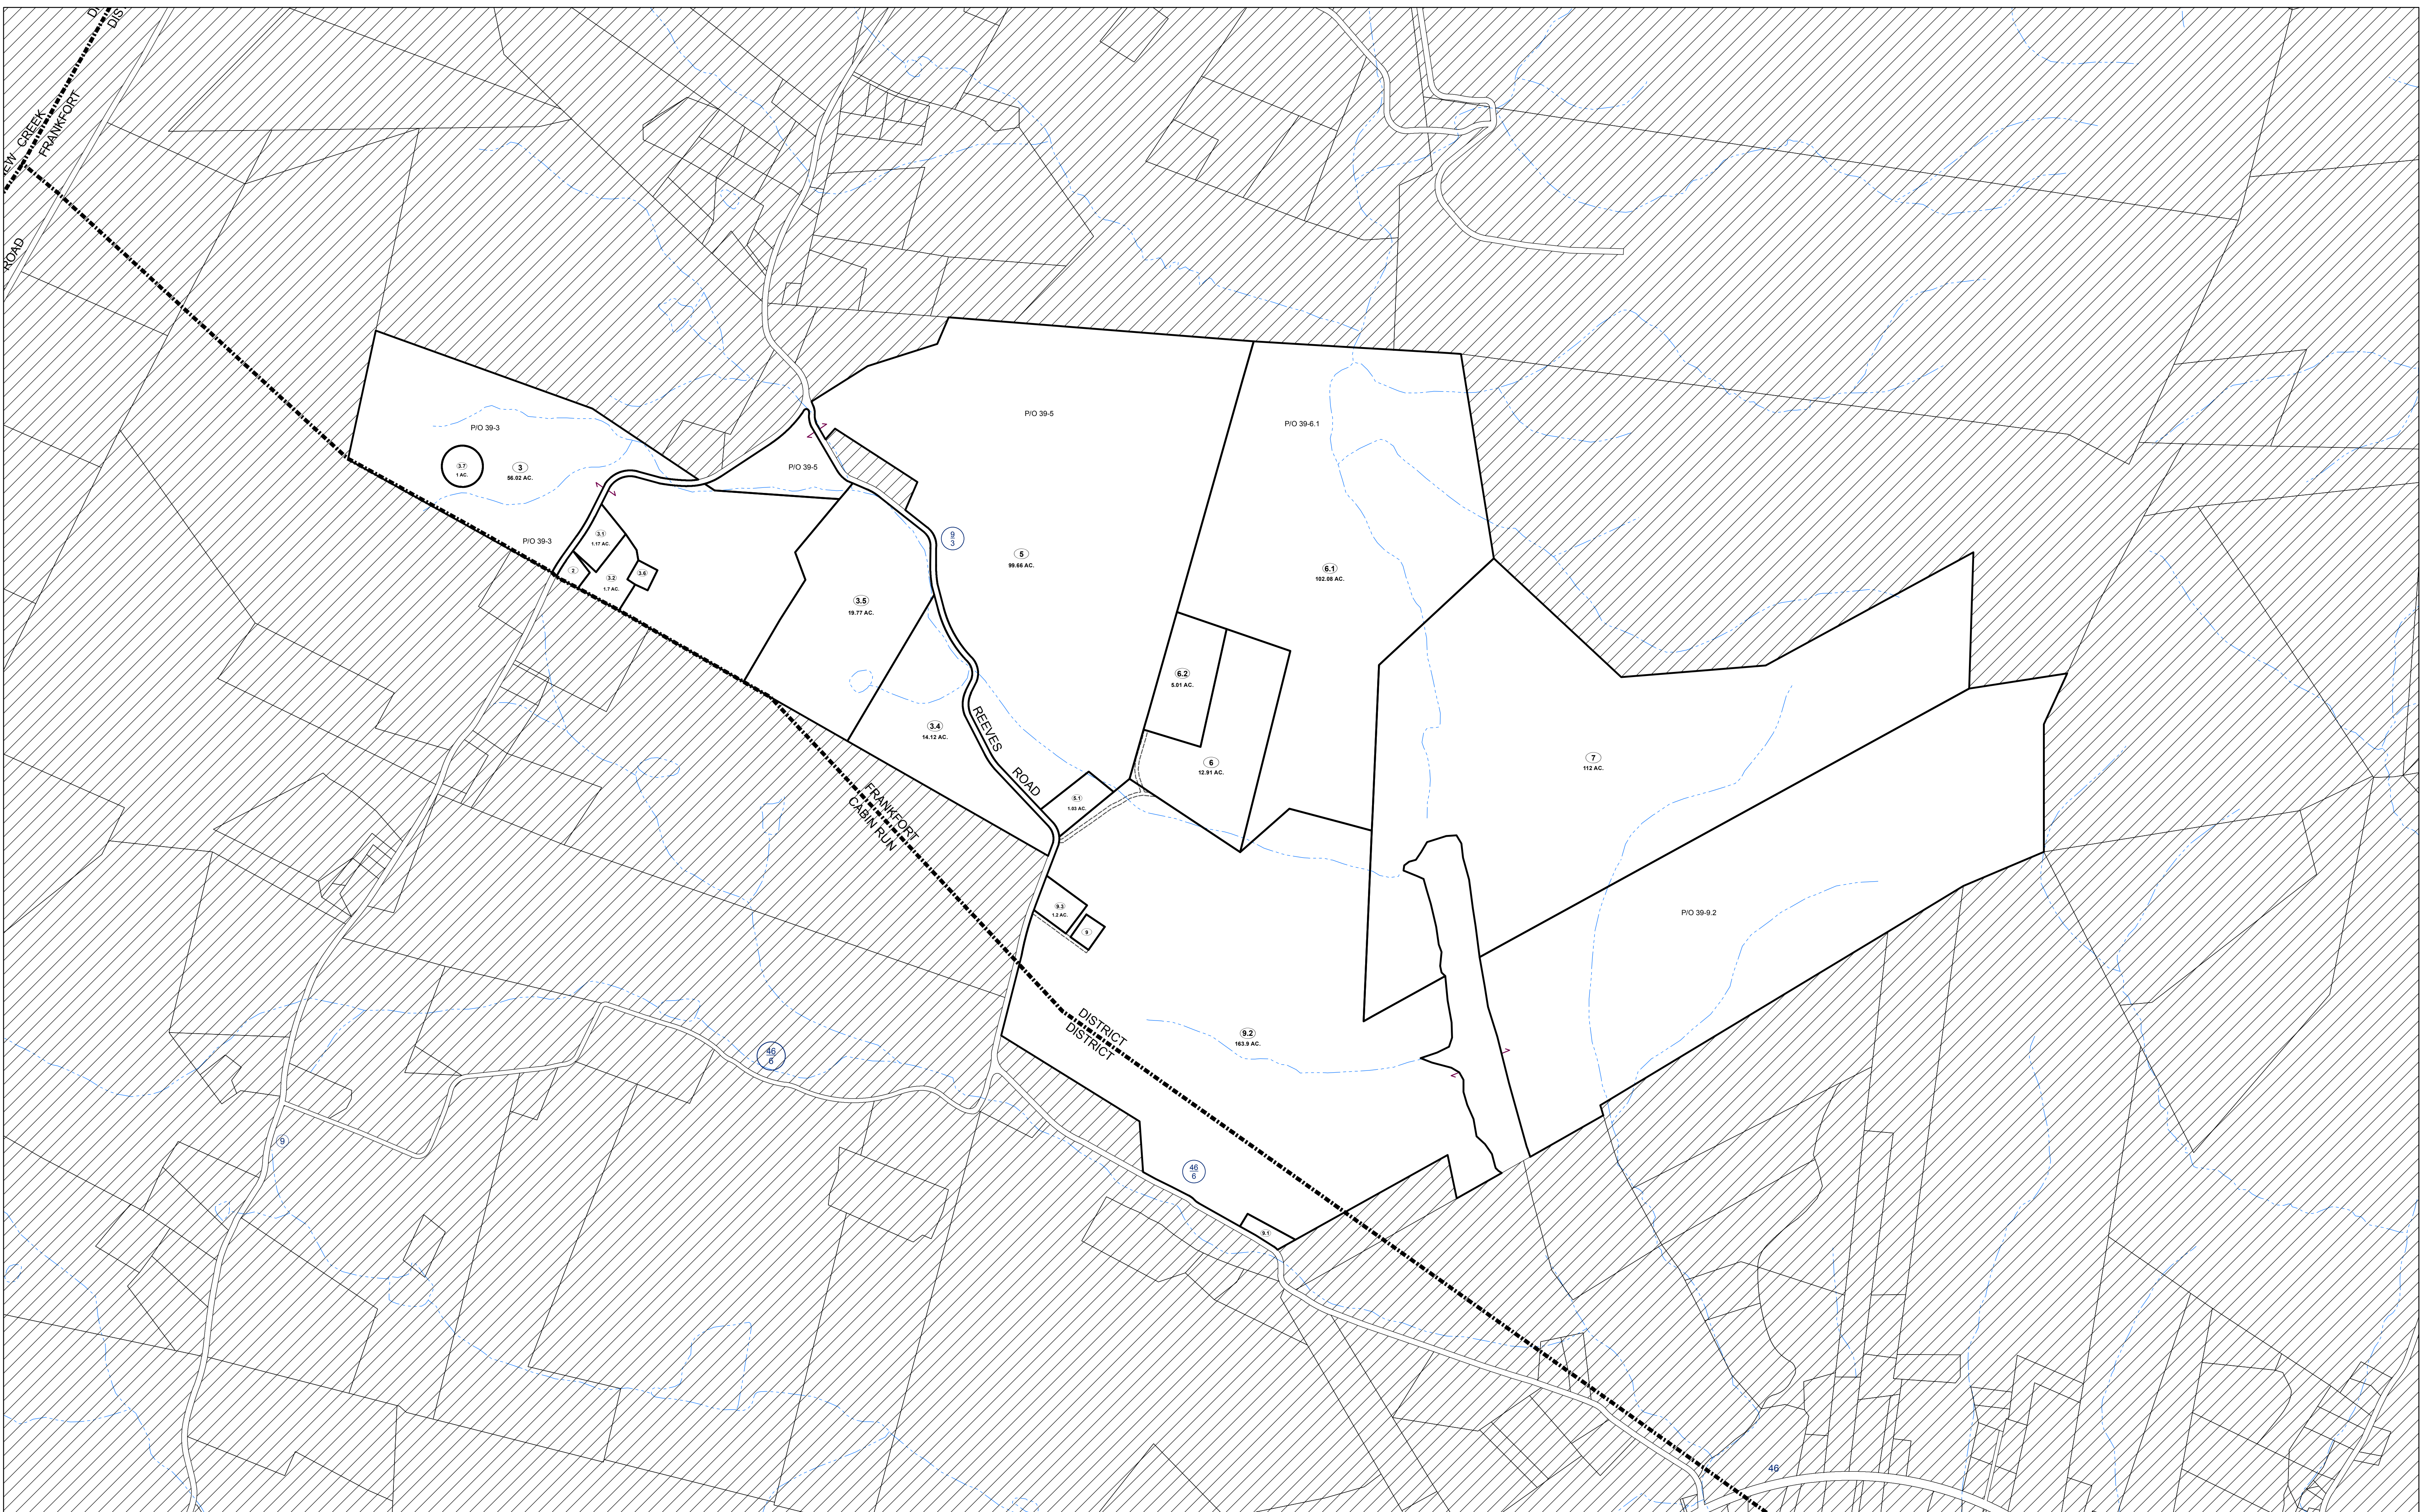 NEW CREEK
FRANKFORT
ROAD
P/O 39-3
3
56.02 AC.
3.7
1 AC.
P/O 39-3
3.1
1.17 AC.
2
3.2
1.7 AC.
3.6
P/O 39-5
P/O 39-5
P/O 39-6.1
9
3
5
99.66 AC.
6.1
102.08 AC.
3.5
19.77 AC.
3.4
14.12 AC.
REEVES
ROAD
6.2
5.01 AC.
6
12.91 AC.
5.1
1.03 AC.
7
112 AC.
FRANKFORT
CABIN RUN
9.3
1.2 AC.
9
P/O 39-9.2
DISTRICT
DISTRICT
9.2
163.9 AC.
46
6
9
46
6
9.1
46